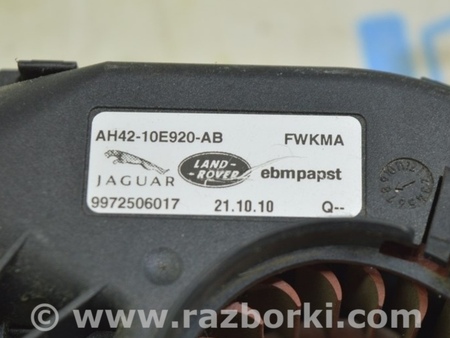 AH42-10E920-AB FWKMA
JAGUAR LAND-ROVER ebmpapst
9972506017 21.10.10 Q--
© www.razborki.com